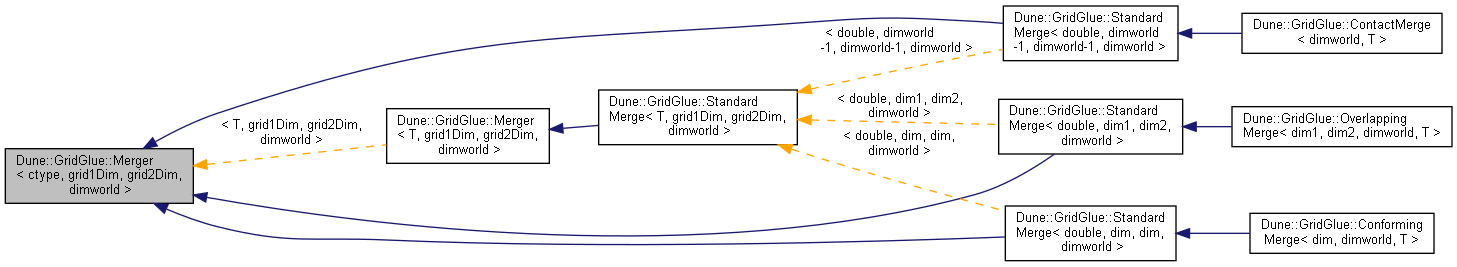 Dune::GridGlue::Merger
< ctype, grid1Dim, grid2Dim,
dimworld >
< T, grid1Dim, grid2Dim,
dimworld >
Dune::GridGlue::Merger
< T, grid1Dim, grid2Dim,
dimworld >
Dune::GridGlue::Standard
Merge< T, grid1Dim, grid2Dim,
dimworld >
< double, dimworld
-1, dimworld-1, dimworld >
< double, dim1, dim2,
dimworld >
< double, dim, dim,
dimworld >
Dune::GridGlue::Standard
Merge< double, dimworld
-1, dimworld-1, dimworld >
Dune::GridGlue::ContactMerge
< dimworld, T >
Dune::GridGlue::Standard
Merge< double, dim1, dim2,
dimworld >
Dune::GridGlue::Overlapping
Merge< dim1, dim2, dimworld, T >
Dune::GridGlue::Standard
Merge< double, dim, dim,
dimworld >
Dune::GridGlue::Conforming
Merge< dim, dimworld, T >